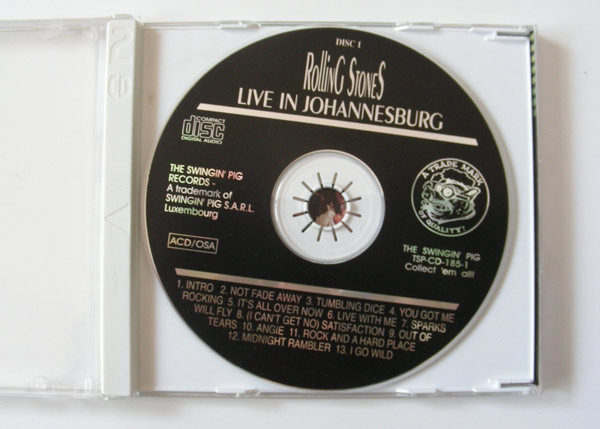 DISC 1
RolliNG StoneS
LIVE IN JOHANNESBURG
COMPACT
disc
DIGITAL AUDIO
THE SWINGIN' PIG
RECORDS -
A trademark of
SWINGIN' PIG S.A.R.L.
Luxembourg
ACD/OSA
A TRADE MARK
OF QUALITY!
THE SWINGIN' PIG
TSP-CD-185-1
Collect 'em all!
1. INTRO 2. NOT FADE AWAY 3. TUMBLING DICE 4. YOU GOT ME
ROCKING 5. IT'S ALL OVER NOW 6. LIVE WITH ME 7. SPARKS
WILL FLY 8. (I CAN'T GET NO) SATISFACTION 9. OUT OF
TEARS 10. ANGIE 11. ROCK AND A HARD PLACE
12. MIDNIGHT RAMBLER 13. I GO WILD